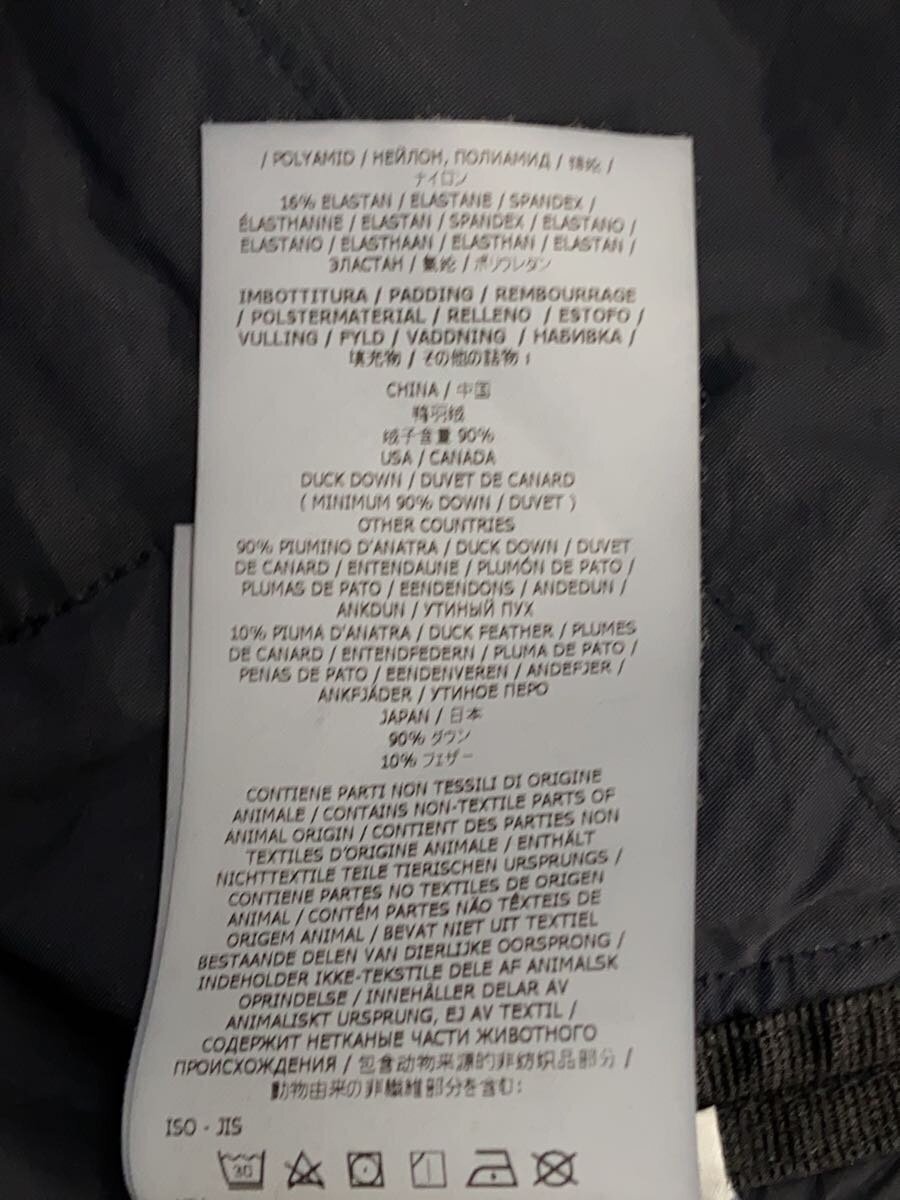 / POLYAMID / НЕЙЛОН, ПОЛИАМИД / 锦纶 /
ナイロン
16% ELASTAN / ELASTANE / SPANDEX /
ÉLASTHANNE / ELASTAN / SPANDEX / ELASTANO /
ELASTANO / ELASTHAAN / ELASTHAN / ELASTAN /
ЭЛАСТАН / 氨纶 / ポリウレタン
IMBOTTITURA / PADDING / REMBOURRAGE
/ POLSTERMATERIAL / RELLENO / ESTOFO /
VULLING / FYLD / VADDNING / НАБИВКА /
填充物 / その他の詰物 :
CHINA / 中国
鸭羽绒
绒子含量 90%
USA / CANADA
DUCK DOWN / DUVET DE CANARD
( MINIMUM 90% DOWN / DUVET )
OTHER COUNTRIES
90% PIUMINO D'ANATRA / DUCK DOWN / DUVET
DE CANARD / ENTENDAUNE / PLUMÓN DE PATO /
PLUMAS DE PATO / EENDENDONS / ANDEDUN /
ANKDUN / УТИНЫЙ ПУХ
10% PIUMA D'ANATRA / DUCK FEATHER / PLUMES
DE CANARD / ENTENDFEDERN / PLUMA DE PATO /
PENAS DE PATO / EENDENVEREN / ANDEFJER /
ANKFJÄDER / УТИНОЕ ПЕРО
JAPAN / 日本
90% ダウン
10% フェザー
CONTIENE PARTI NON TESSILI DI ORIGINE
ANIMALE / CONTAINS NON-TEXTILE PARTS OF
ANIMAL ORIGIN / CONTIENT DES PARTIES NON
TEXTILES D'ORIGINE ANIMALE / ENTHÄLT
NICHTTEXTILE TEILE TIERISCHEN URSPRUNGS /
CONTIENE PARTES NO TEXTILES DE ORIGEN
ANIMAL / CONTÉM PARTES NÃO TÊXTEIS DE
ORIGEM ANIMAL / BEVAT NIET UIT TEXTIEL
BESTAANDE DELEN VAN DIERLIJKE OORSPRONG /
INDEHOLDER IKKE-TEKSTILE DELE AF ANIMALSK
OPRINDELSE / INNEHÅLLER DELAR AV
ANIMALISKT URSPRUNG, EJ AV TEXTIL /
СОДЕРЖИТ НЕТКАНЫЕ ЧАСТИ ЖИВОТНОГО
ПРОИСХОЖДЕНИЯ / 包含动物来源的非纺织品部分 /
動物由来の非繊維部分を含む:
ISO - JIS
30